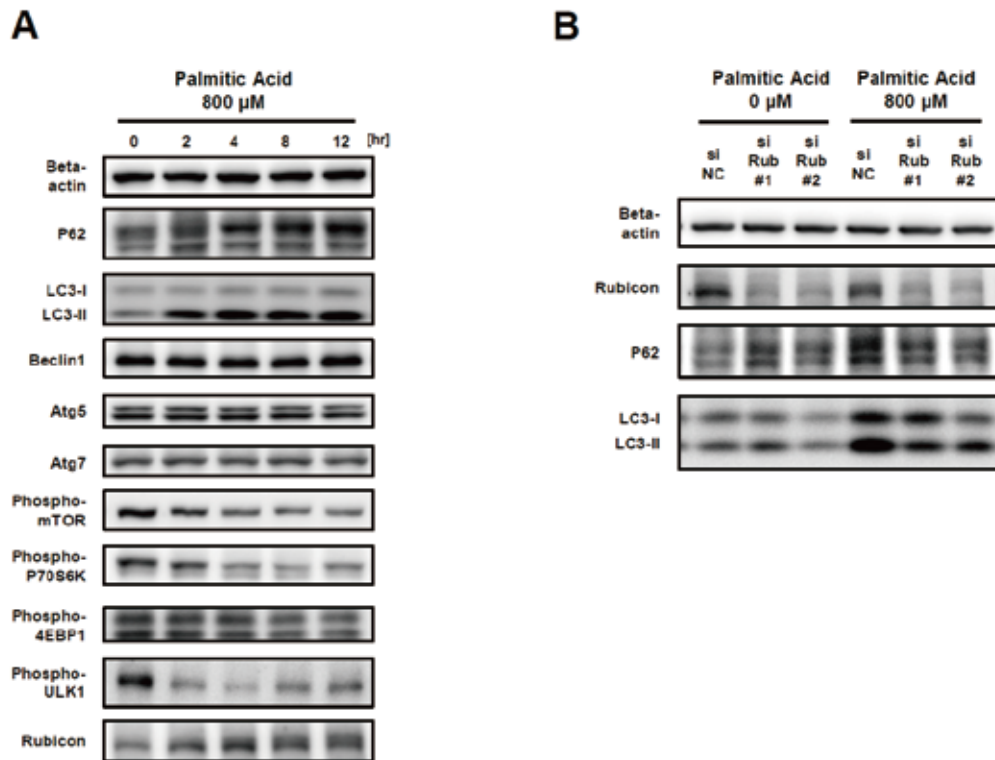 A
Palmitic Acid
800 µM
0 2 4 8 12 [hr]
Beta-
actin
P62
LC3-I
LC3-II
Beclin1
Atg5
Atg7
Phospho-
mTOR
Phospho-
P70S6K
Phospho-
4EBP1
Phospho-
ULK1
Rubicon
B
Palmitic Acid
0 µM
Palmitic Acid
800 µM
si
NC
si
Rub
#1
si
Rub
#2
si
NC
si
Rub
#1
si
Rub
#2
Beta-
actin
Rubicon
P62
LC3-I
LC3-II